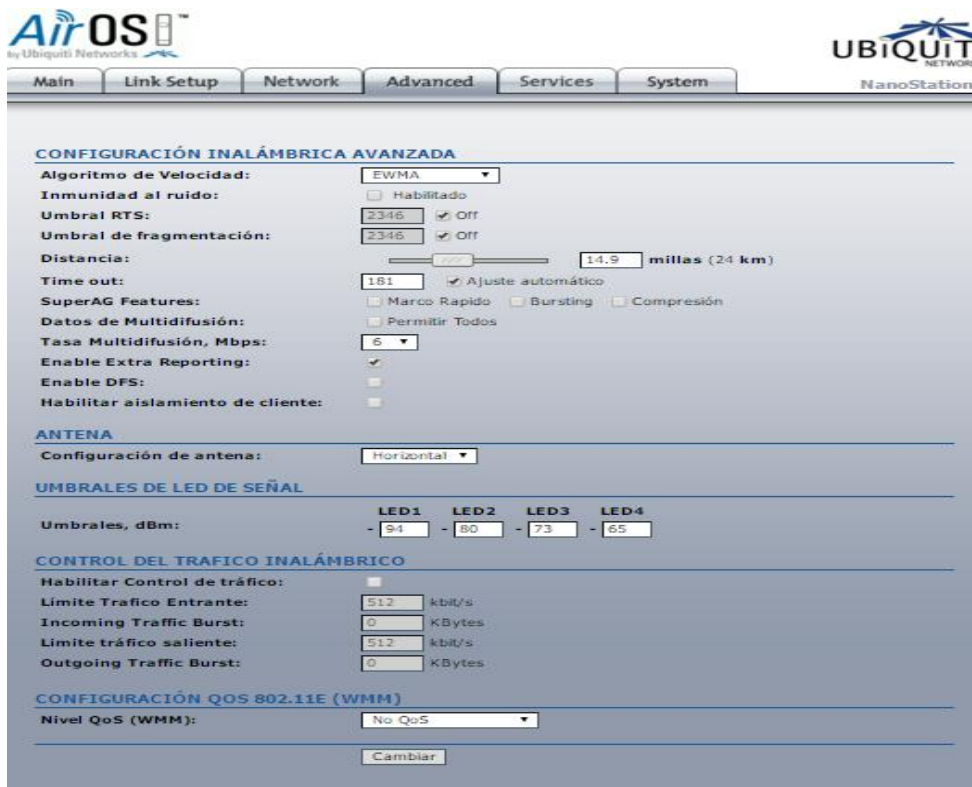 AirOS™
by Ubiquiti Networks
UBIQUITI
NETWORKS
Main Link Setup Network Advanced Services System
NanoStation
CONFIGURACIÓN INALÁMBRICA AVANZADA
Algoritmo de Velocidad: EWMA
Inmunidad al ruido: Habilitado
Umbral RTS: 2346 Off
Umbral de fragmentación: 2346 Off
Distancia: 14.9 millas (24 km)
Time out: 181 Ajuste automático
SuperAG Features: Marco Rapido Bursting Compresión
Datos de Multidifusión: Permitir Todos
Tasa Multidifusión, Mbps: 6
Enable Extra Reporting:
Enable DFS:
Habilitar aislamiento de cliente:
ANTENA
Configuración de antena: Horizontal
UMBRALES DE LED DE SEÑAL
LED1 LED2 LED3 LED4
Umbrales, dBm: - 94 - 80 - 73 - 65
CONTROL DEL TRAFICO INALÁMBRICO
Habilitar Control de tráfico:
Límite Trafico Entrante: 512 kbit/s
Incoming Traffic Burst: 0 KBytes
Límite tráfico saliente: 512 kbit/s
Outgoing Traffic Burst: 0 KBytes
CONFIGURACIÓN QOS 802.11E (WMM)
Nivel QoS (WMM): No QoS
Cambiar